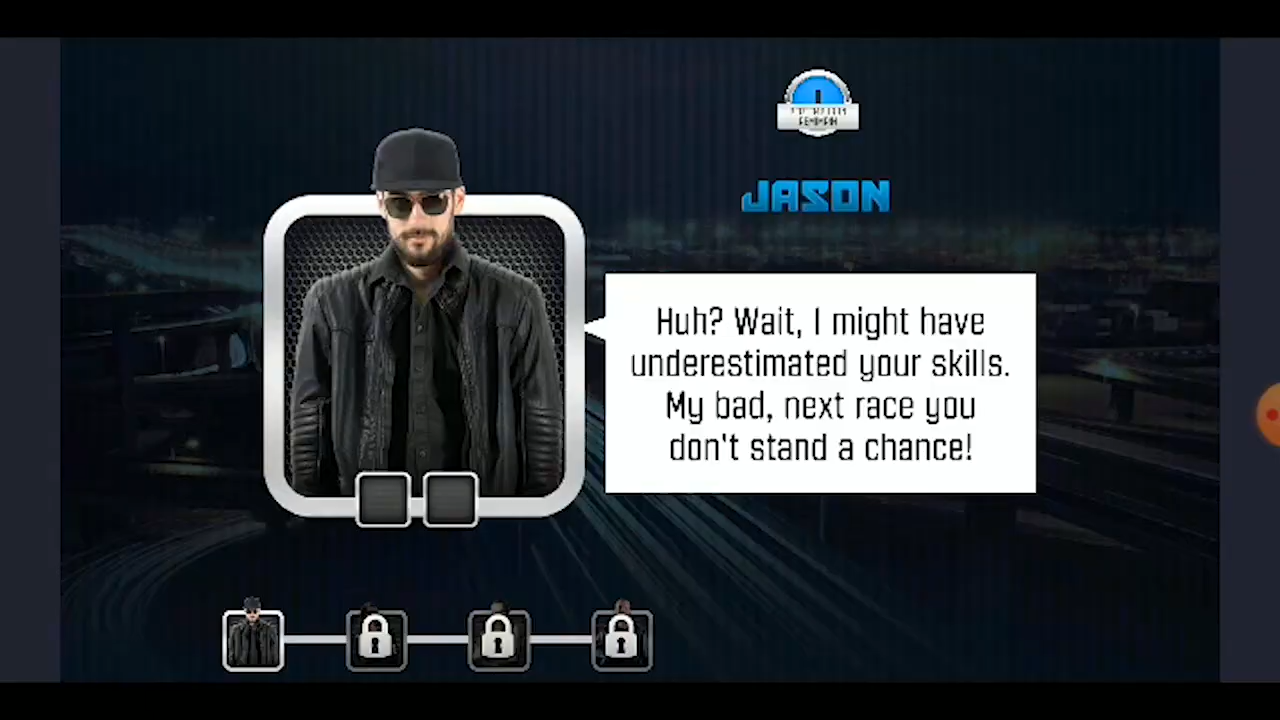 JASON
Huh? Wait, I might have
underestimated your skills.
My bad, next race you
don't stand a chance!